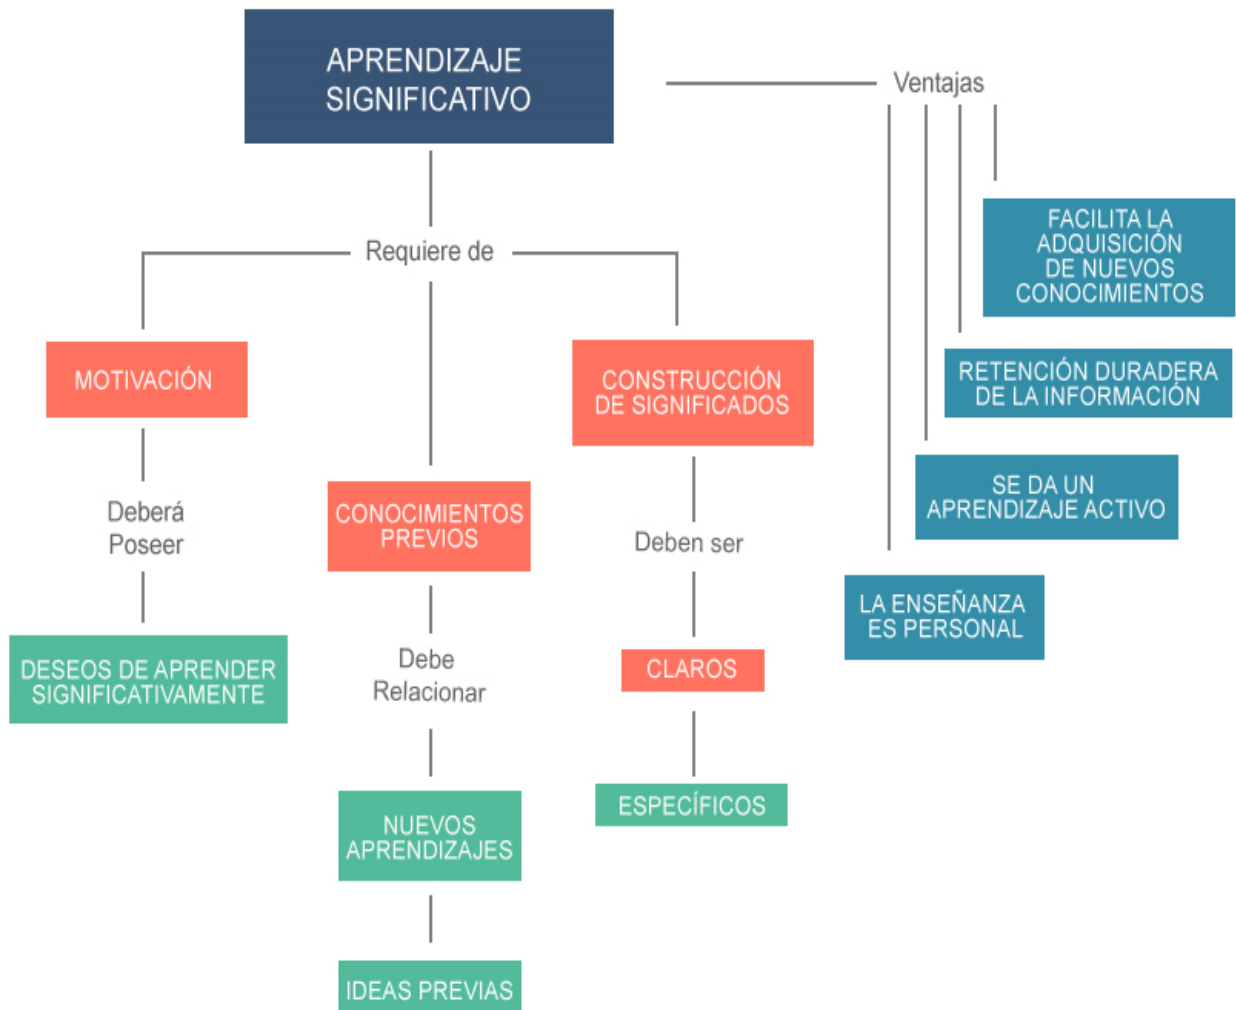 APRENDIZAJE
SIGNIFICATIVO
Ventajas
Requiere de
MOTIVACIÓN
Deberá
Poseer
DESEOS DE APRENDER
SIGNIFICATIVAMENTE
CONOCIMIENTOS
PREVIOS
Debe
Relacionar
NUEVOS
APRENDIZAJES
IDEAS PREVIAS
CONSTRUCCIÓN
DE SIGNIFICADOS
Deben ser
CLAROS
ESPECÍFICOS
FACILITA LA
ADQUISICIÓN
DE NUEVOS
CONOCIMIENTOS
RETENCIÓN DURADERA
DE LA INFORMACIÓN
SE DA UN
APRENDIZAJE ACTIVO
LA ENSEÑANZA
ES PERSONAL